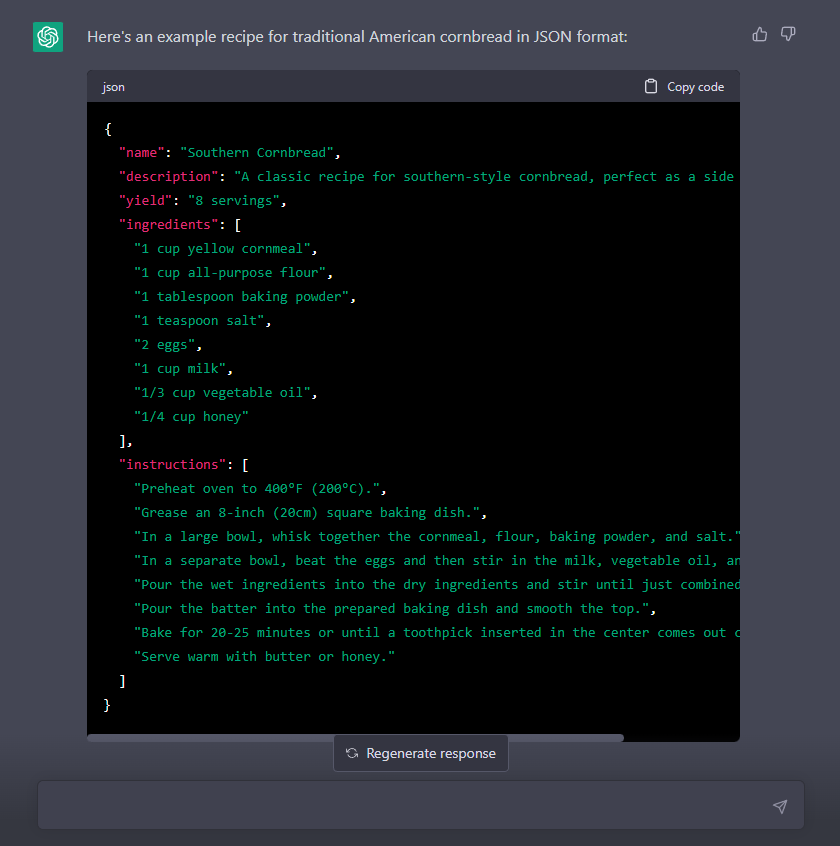 Here's an example recipe for traditional American cornbread in JSON format:
json
Copy code
{
"name": "Southern Cornbread",
"description": "A classic recipe for southern-style cornbread, perfect as a side
"yield": "8 servings",
"ingredients": [
"1 cup yellow cornmeal",
"1 cup all-purpose flour",
"1 tablespoon baking powder",
"1 teaspoon salt",
"2 eggs",
"1 cup milk",
"1/3 cup vegetable oil",
"1/4 cup honey"
],
"instructions": [
"Preheat oven to 400°F (200°C).",
"Grease an 8-inch (20cm) square baking dish.",
"In a large bowl, whisk together the cornmeal, flour, baking powder, and salt."
"In a separate bowl, beat the eggs and then stir in the milk, vegetable oil, an
"Pour the wet ingredients into the dry ingredients and stir until just combined
"Pour the batter into the prepared baking dish and smooth the top.",
"Bake for 20-25 minutes or until a toothpick inserted in the center comes out c
"Serve warm with butter or honey."
]
}
Regenerate response